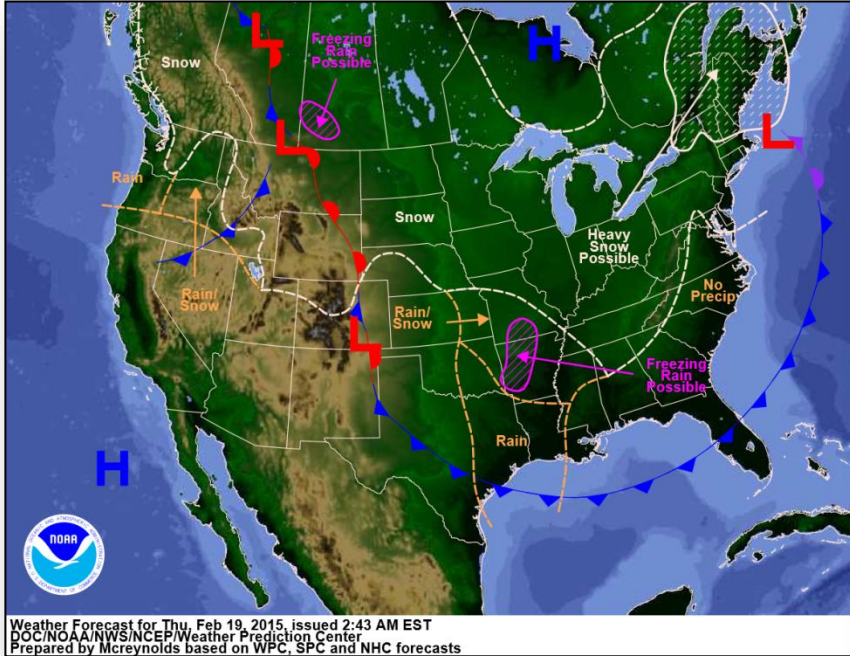 L
Freezing
Rain
Possible
H
Snow
L
L
Rain
Snow
Heavy
Snow
Possible
No
Precip
Rain/
Snow
Rain/
Snow
L
Freezing
Rain
Possible
Rain
H
NOAA
Weather Forecast for Thu, Feb 19, 2015, issued 2:43 AM EST
DOC/NOAA/NWS/NCEP/Weather Prediction Center
Prepared by Mcreynolds based on WPC, SPC and NHC forecasts